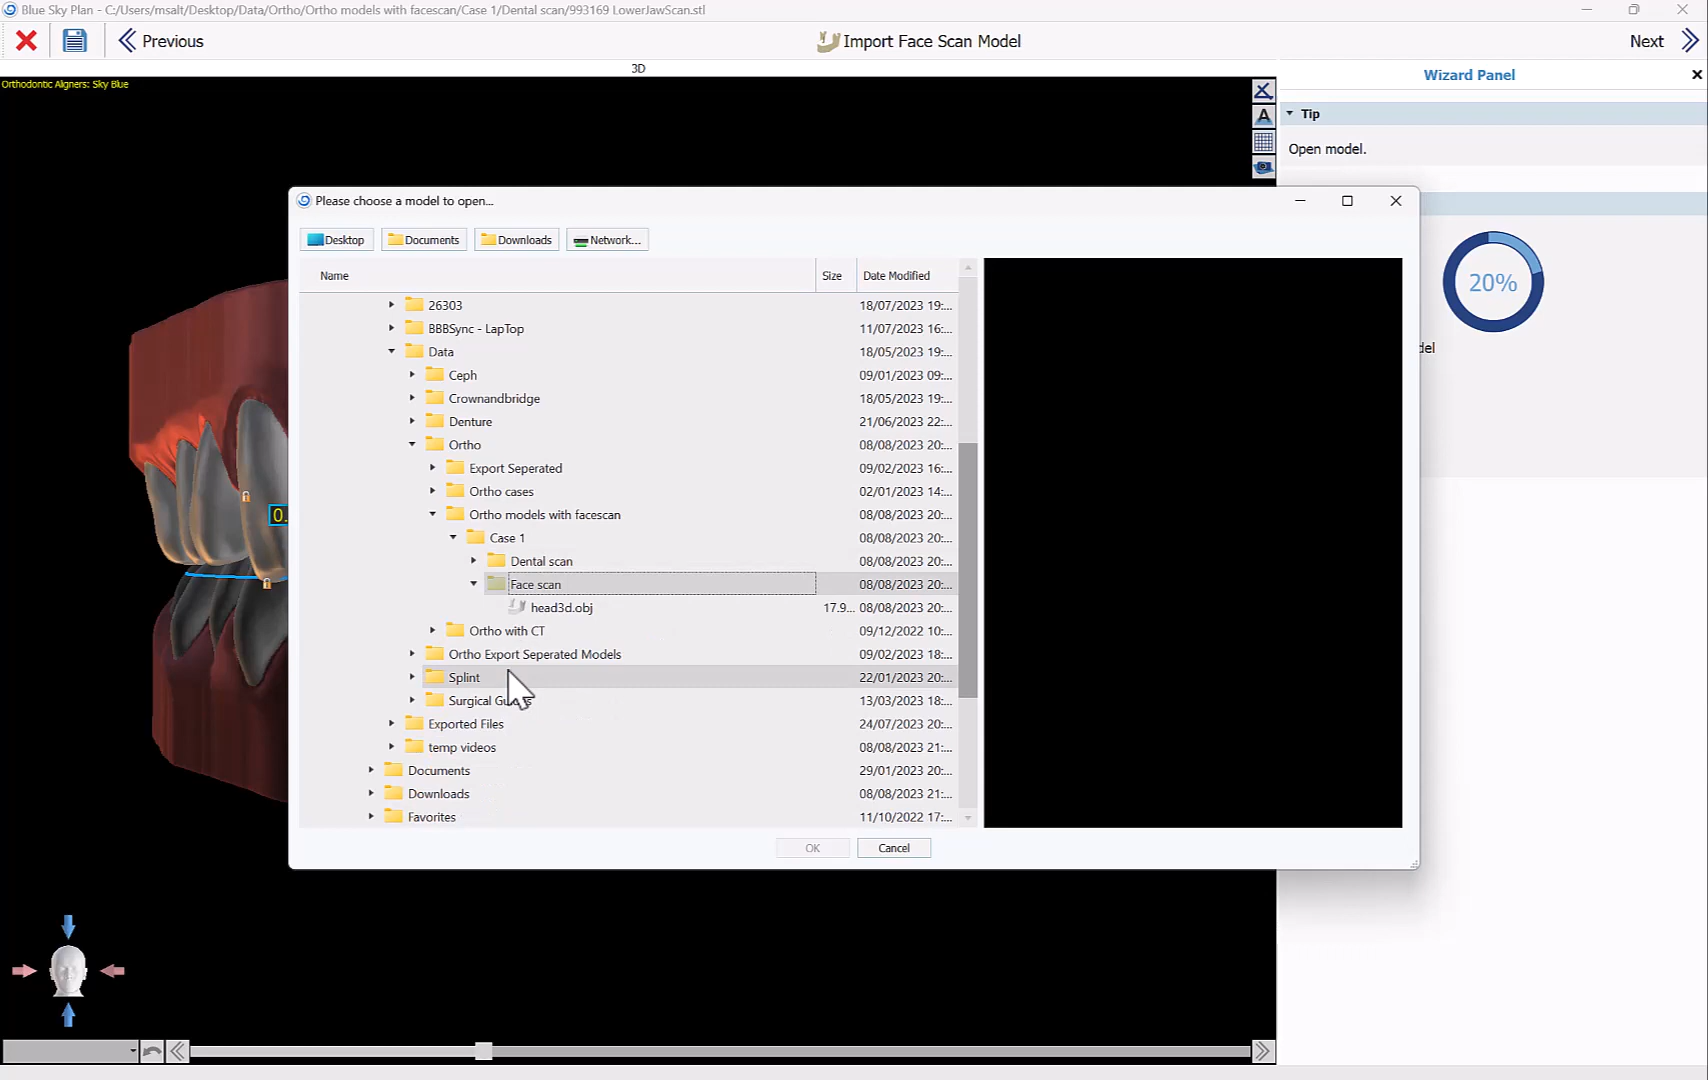 Blue Sky Plan - C:/Users/msalt/Desktop/Data/Ortho/Ortho models with facescan/Case 1/Dental scan/993169 LowerJawScan.stl
Previous
Import Face Scan Model
Next
3D
Wizard Panel
Orthodontic Aligners: Sky Blue
Tip
Open model.
Please choose a model to open...
Desktop
Documents
Downloads
Network...
Name Size Date Modified
20%
26303 18/07/2023 19:...
BBBSync - LapTop 11/07/2023 16:...
Data 18/05/2023 19:...
del
Ceph 09/01/2023 09:...
Crownandbridge 18/05/2023 19:...
Denture 21/06/2023 22:...
Ortho 08/08/2023 20:...
Export Seperated 09/02/2023 16:...
Ortho cases 02/01/2023 14:...
Ortho models with facescan 08/08/2023 20:...
0.
Case 1 08/08/2023 20:...
Dental scan 08/08/2023 20:...
Face scan 08/08/2023 20:...
head3d.obj 17.9... 08/08/2023 20:...
Ortho with CT 09/12/2022 10:...
Ortho Export Seperated Models 09/02/2023 18:...
Splint 22/01/2023 20:...
Surgical 13/03/2023 18:...
Exported Files 24/07/2023 20:...
temp videos 08/08/2023 21:...
Documents 29/01/2023 20:...
Downloads 08/08/2023 21:...
Favorites 11/10/2022 17:...
OK
Cancel